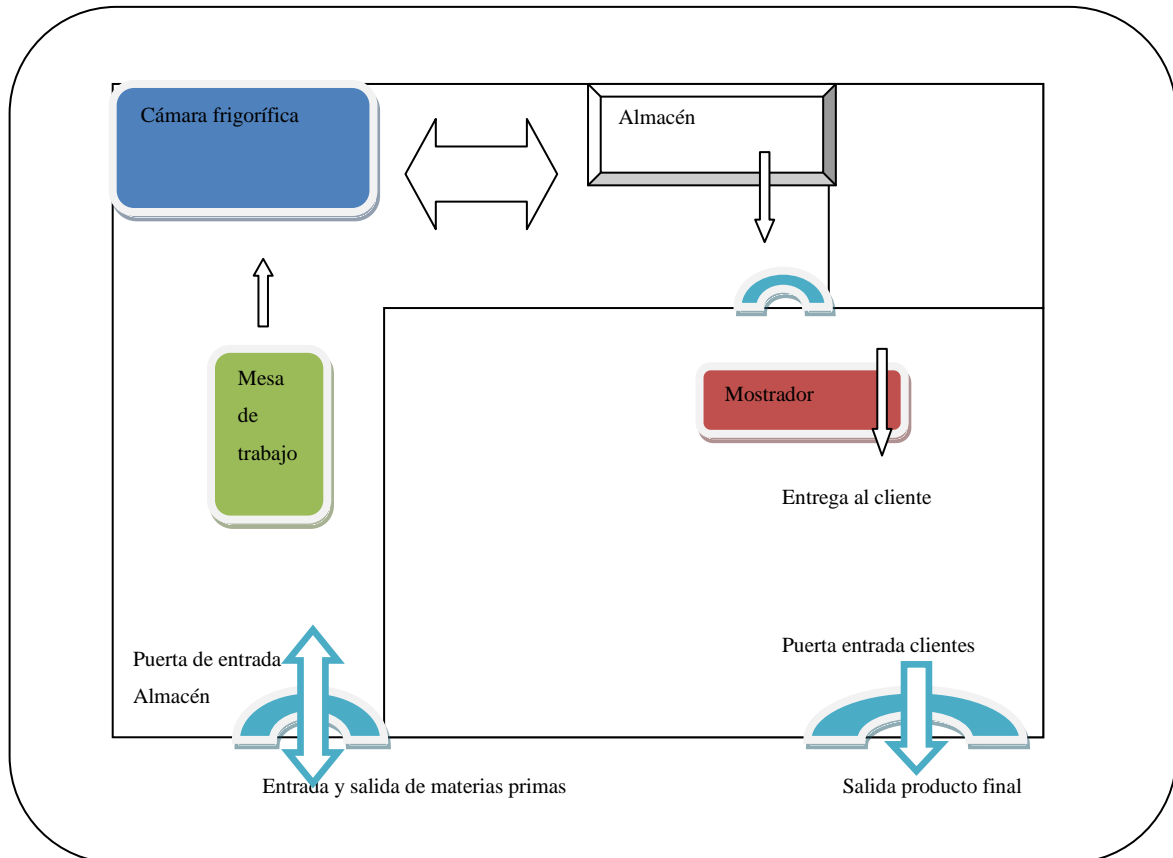 Cámara frigorífica
Almacén
Mesa
de
trabajo
Mostrador
Entrega al cliente
Puerta de entrada
Almacén
Puerta entrada clientes
Entrada y salida de materias primas
Salida producto final